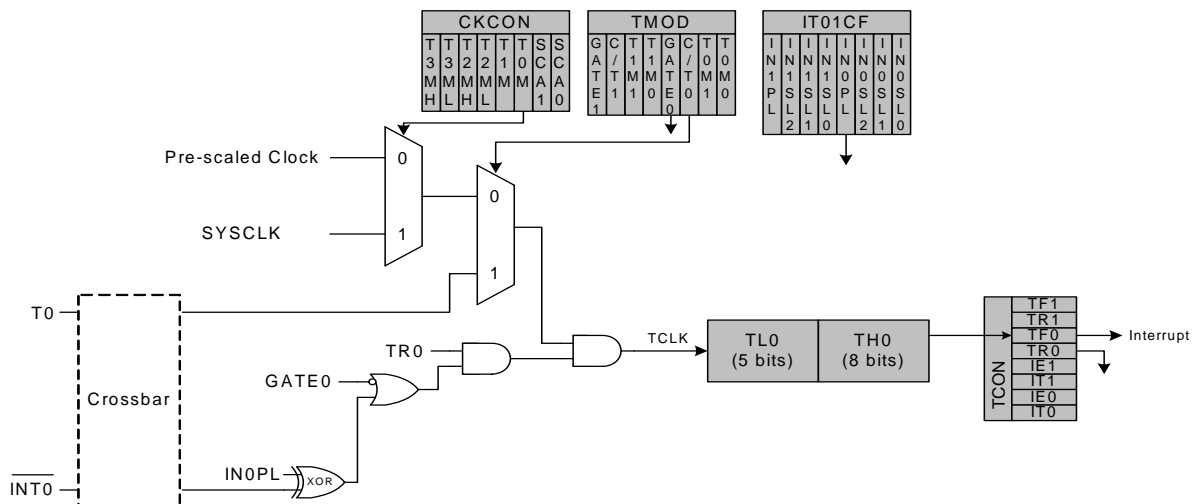 CKCON
T3MH
T3ML
T2MH
T2ML
T1M
T0M
SCA1
SCA0
TMOD
GATE1
C/T1
T1M1
T1M0
GATE0
C/T0
T0M1
T0M0
IT01CF
IN1PL
IN1SL2
IN1SL1
IN1SL0
IN0PL
IN0SL2
IN0SL1
IN0SL0
Pre-scaled Clock
0
SYSCLK
1
0
1
T0
Crossbar
TR0
GATE0
IN0PL
XOR
INT0
TCLK
TL0
(5 bits)
TH0
(8 bits)
TCON
TF1
TR1
TF0
TR0
IE1
IT1
IE0
IT0
Interrupt